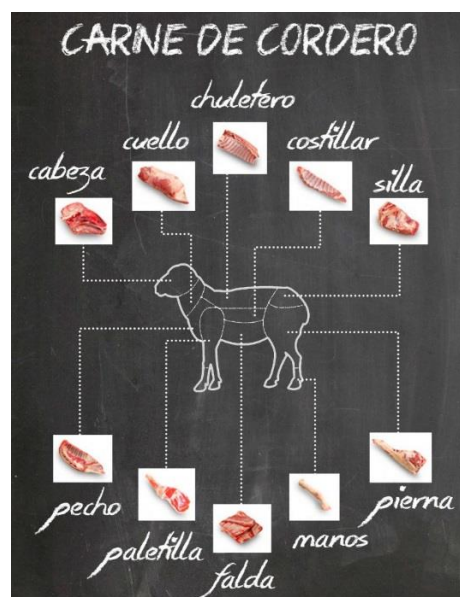 CARNE DE CORDERO
chuletero
cuello
costillar
cabeza
silla
pecho
pierna
paletilla
manos
falda